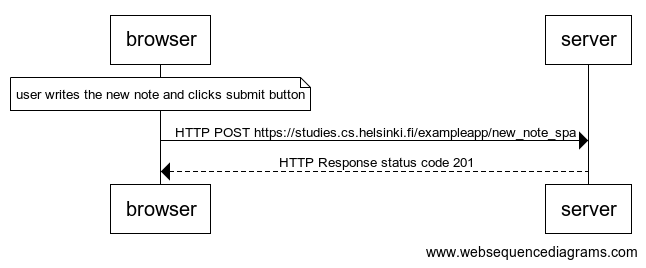 browser
server
user writes the new note and clicks submit button
HTTP POST https://studies.cs.helsinki.fi/exampleapp/new_note_spa
HTTP Response status code 201
browser
server
www.websequencediagrams.com